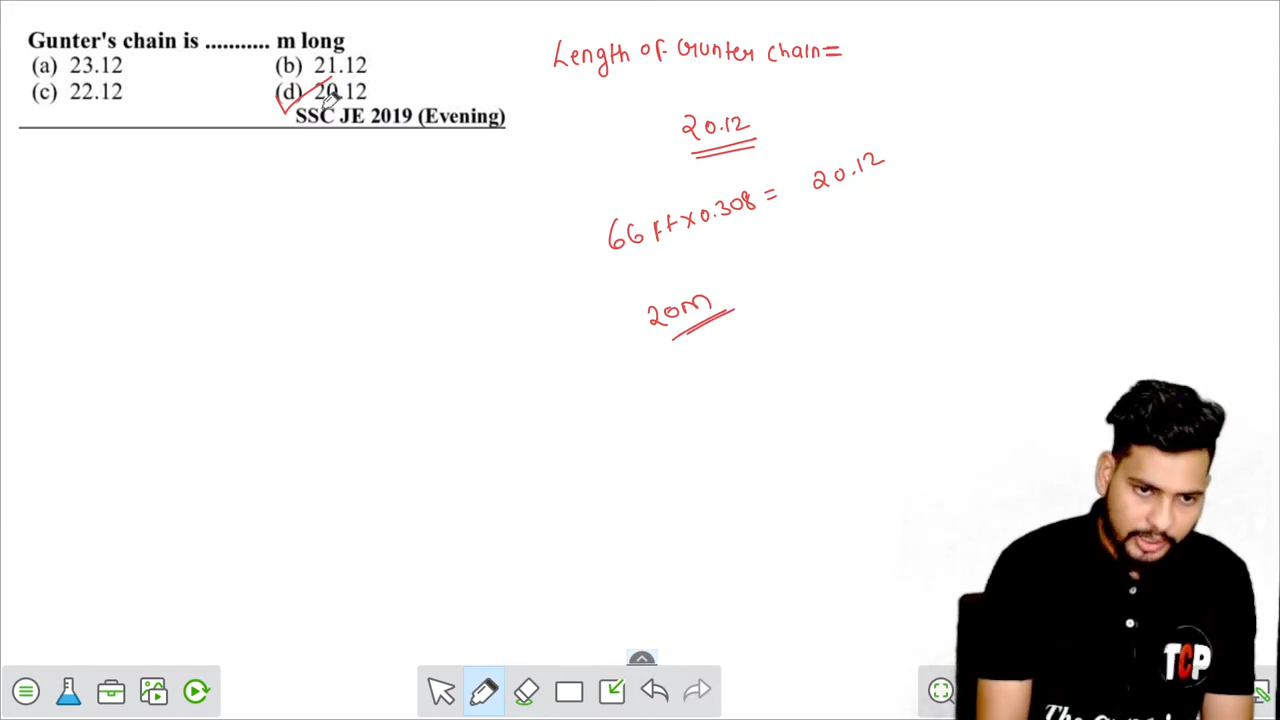 Gunter's chain is ........... m long
(a) 23.12 (b) 21.12
(c) 22.12 (d) 20.12
SSC JE 2019 (Evening)
Length of Gunter chain=
20.12
66 Ft x 0.308 = 20.12
20m
TCP